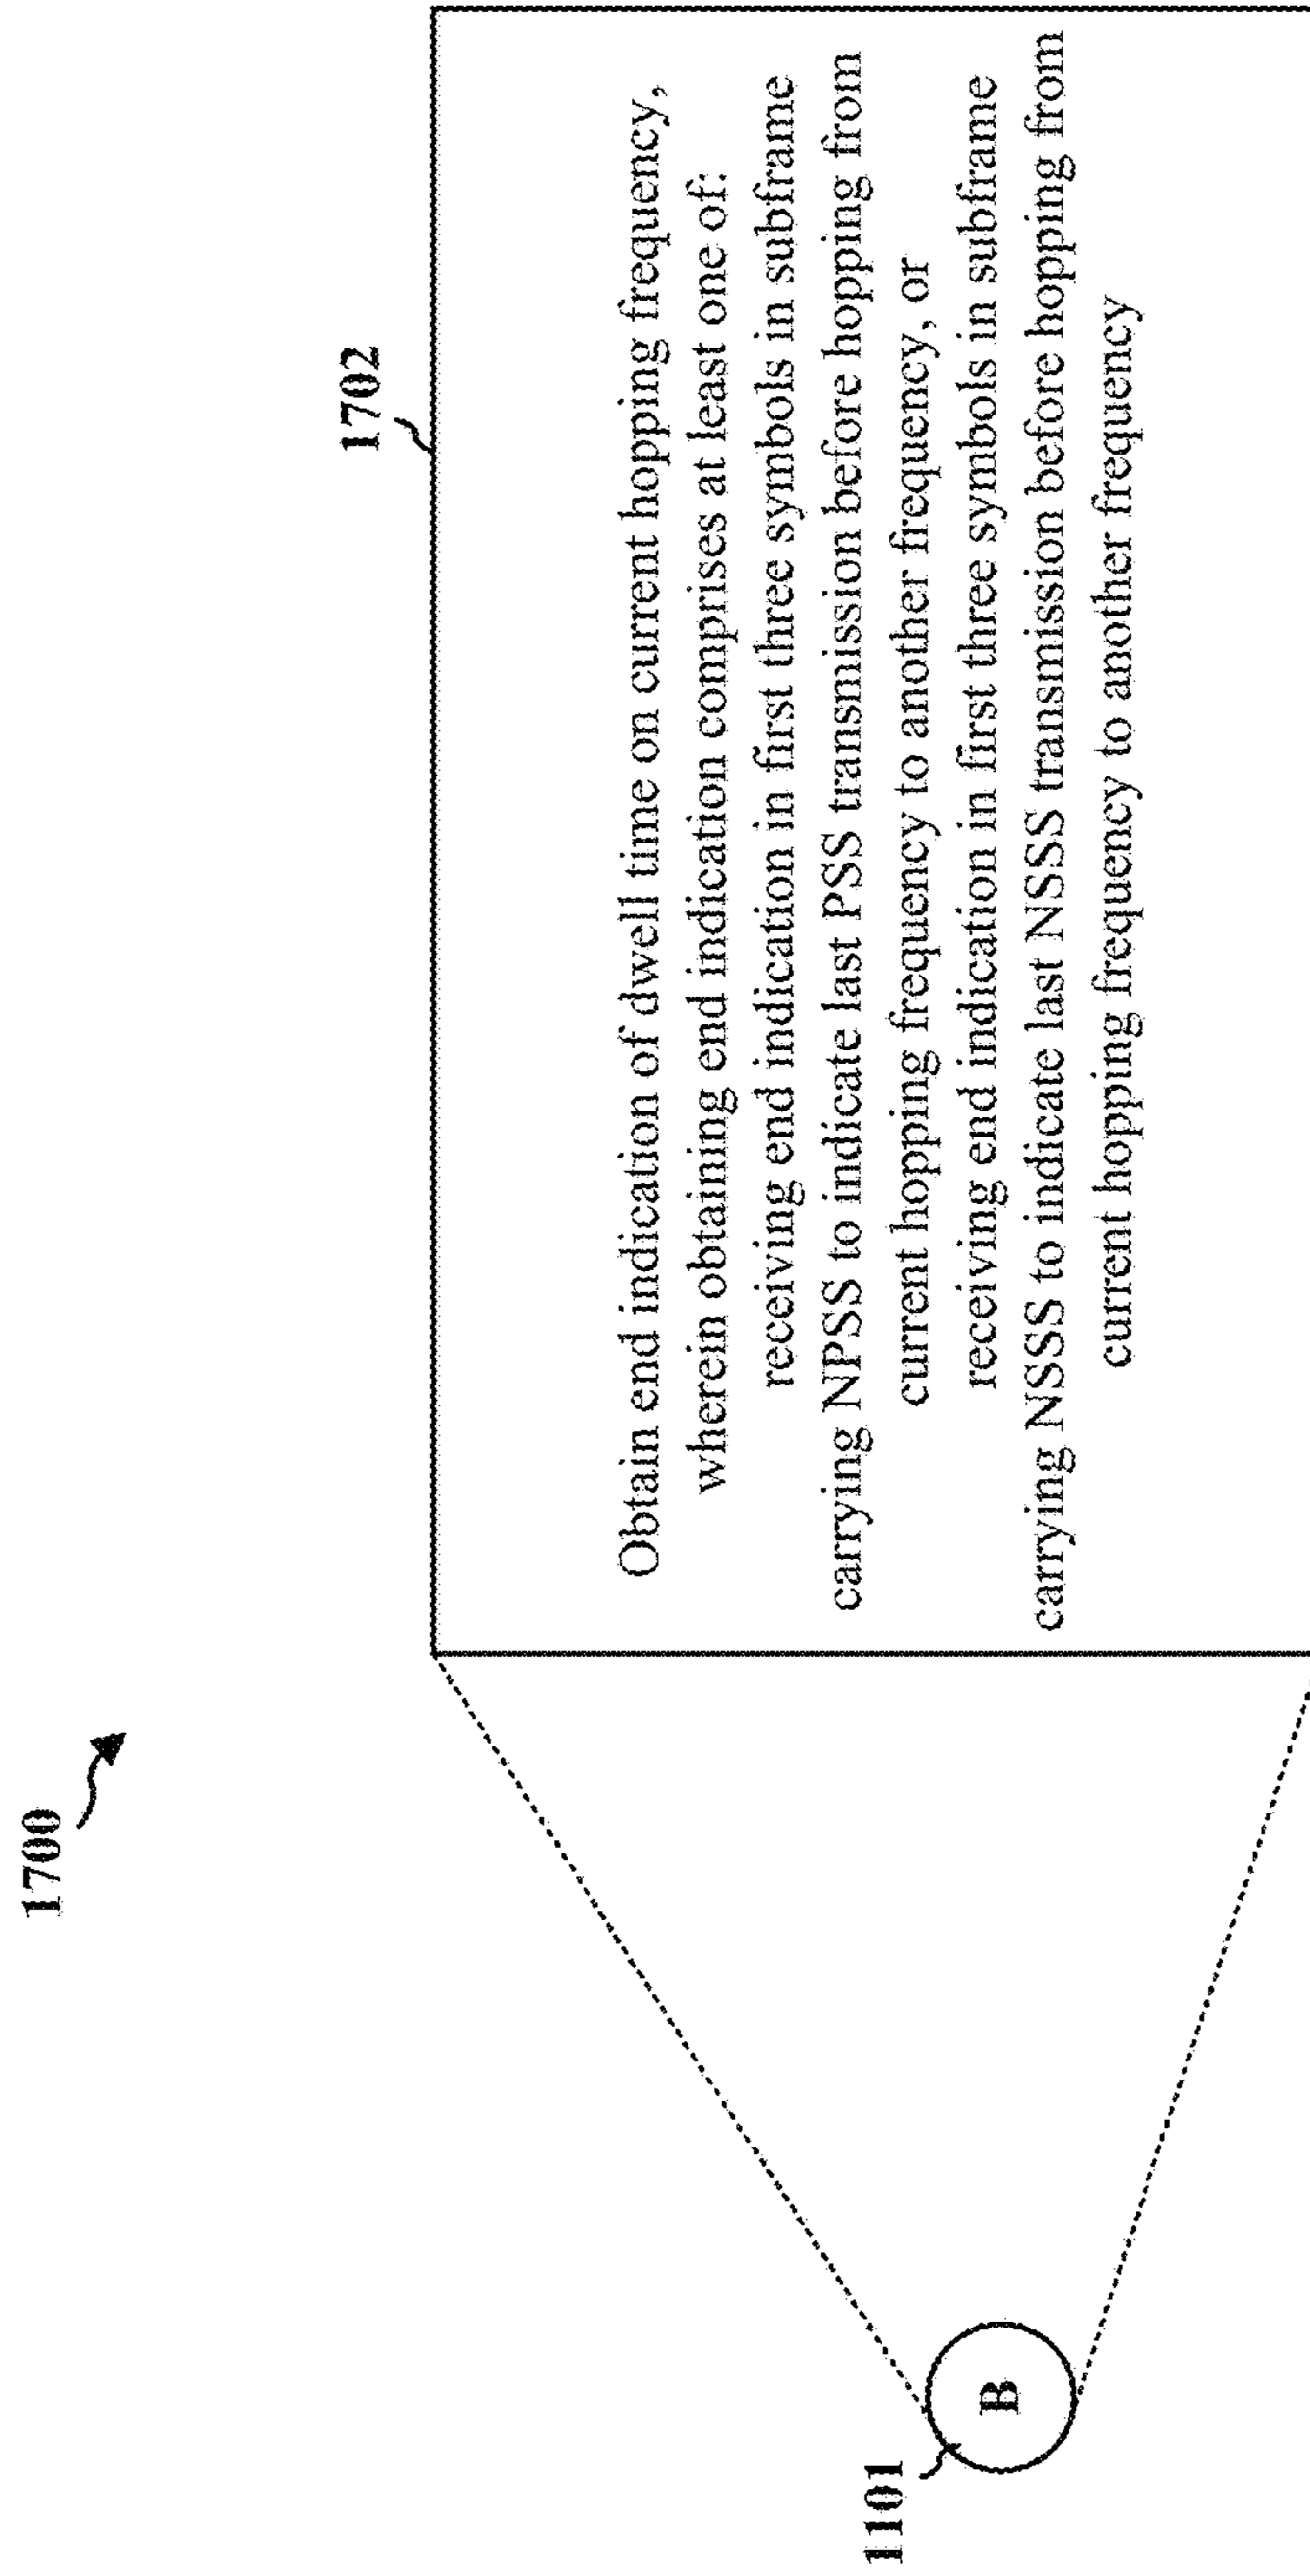 1700
1702
Obtain end indication of dwell time on current hopping frequency,
wherein obtaining end indication comprises at least one of:
receiving end indication in first three symbols in subframe
carrying NPSS to indicate last PSS transmission before hopping from
current hopping frequency to another frequency, or
receiving end indication in first three symbols in subframe
carrying NSSS to indicate last NSSS transmission before hopping from
current hopping frequency to another frequency
1101
B